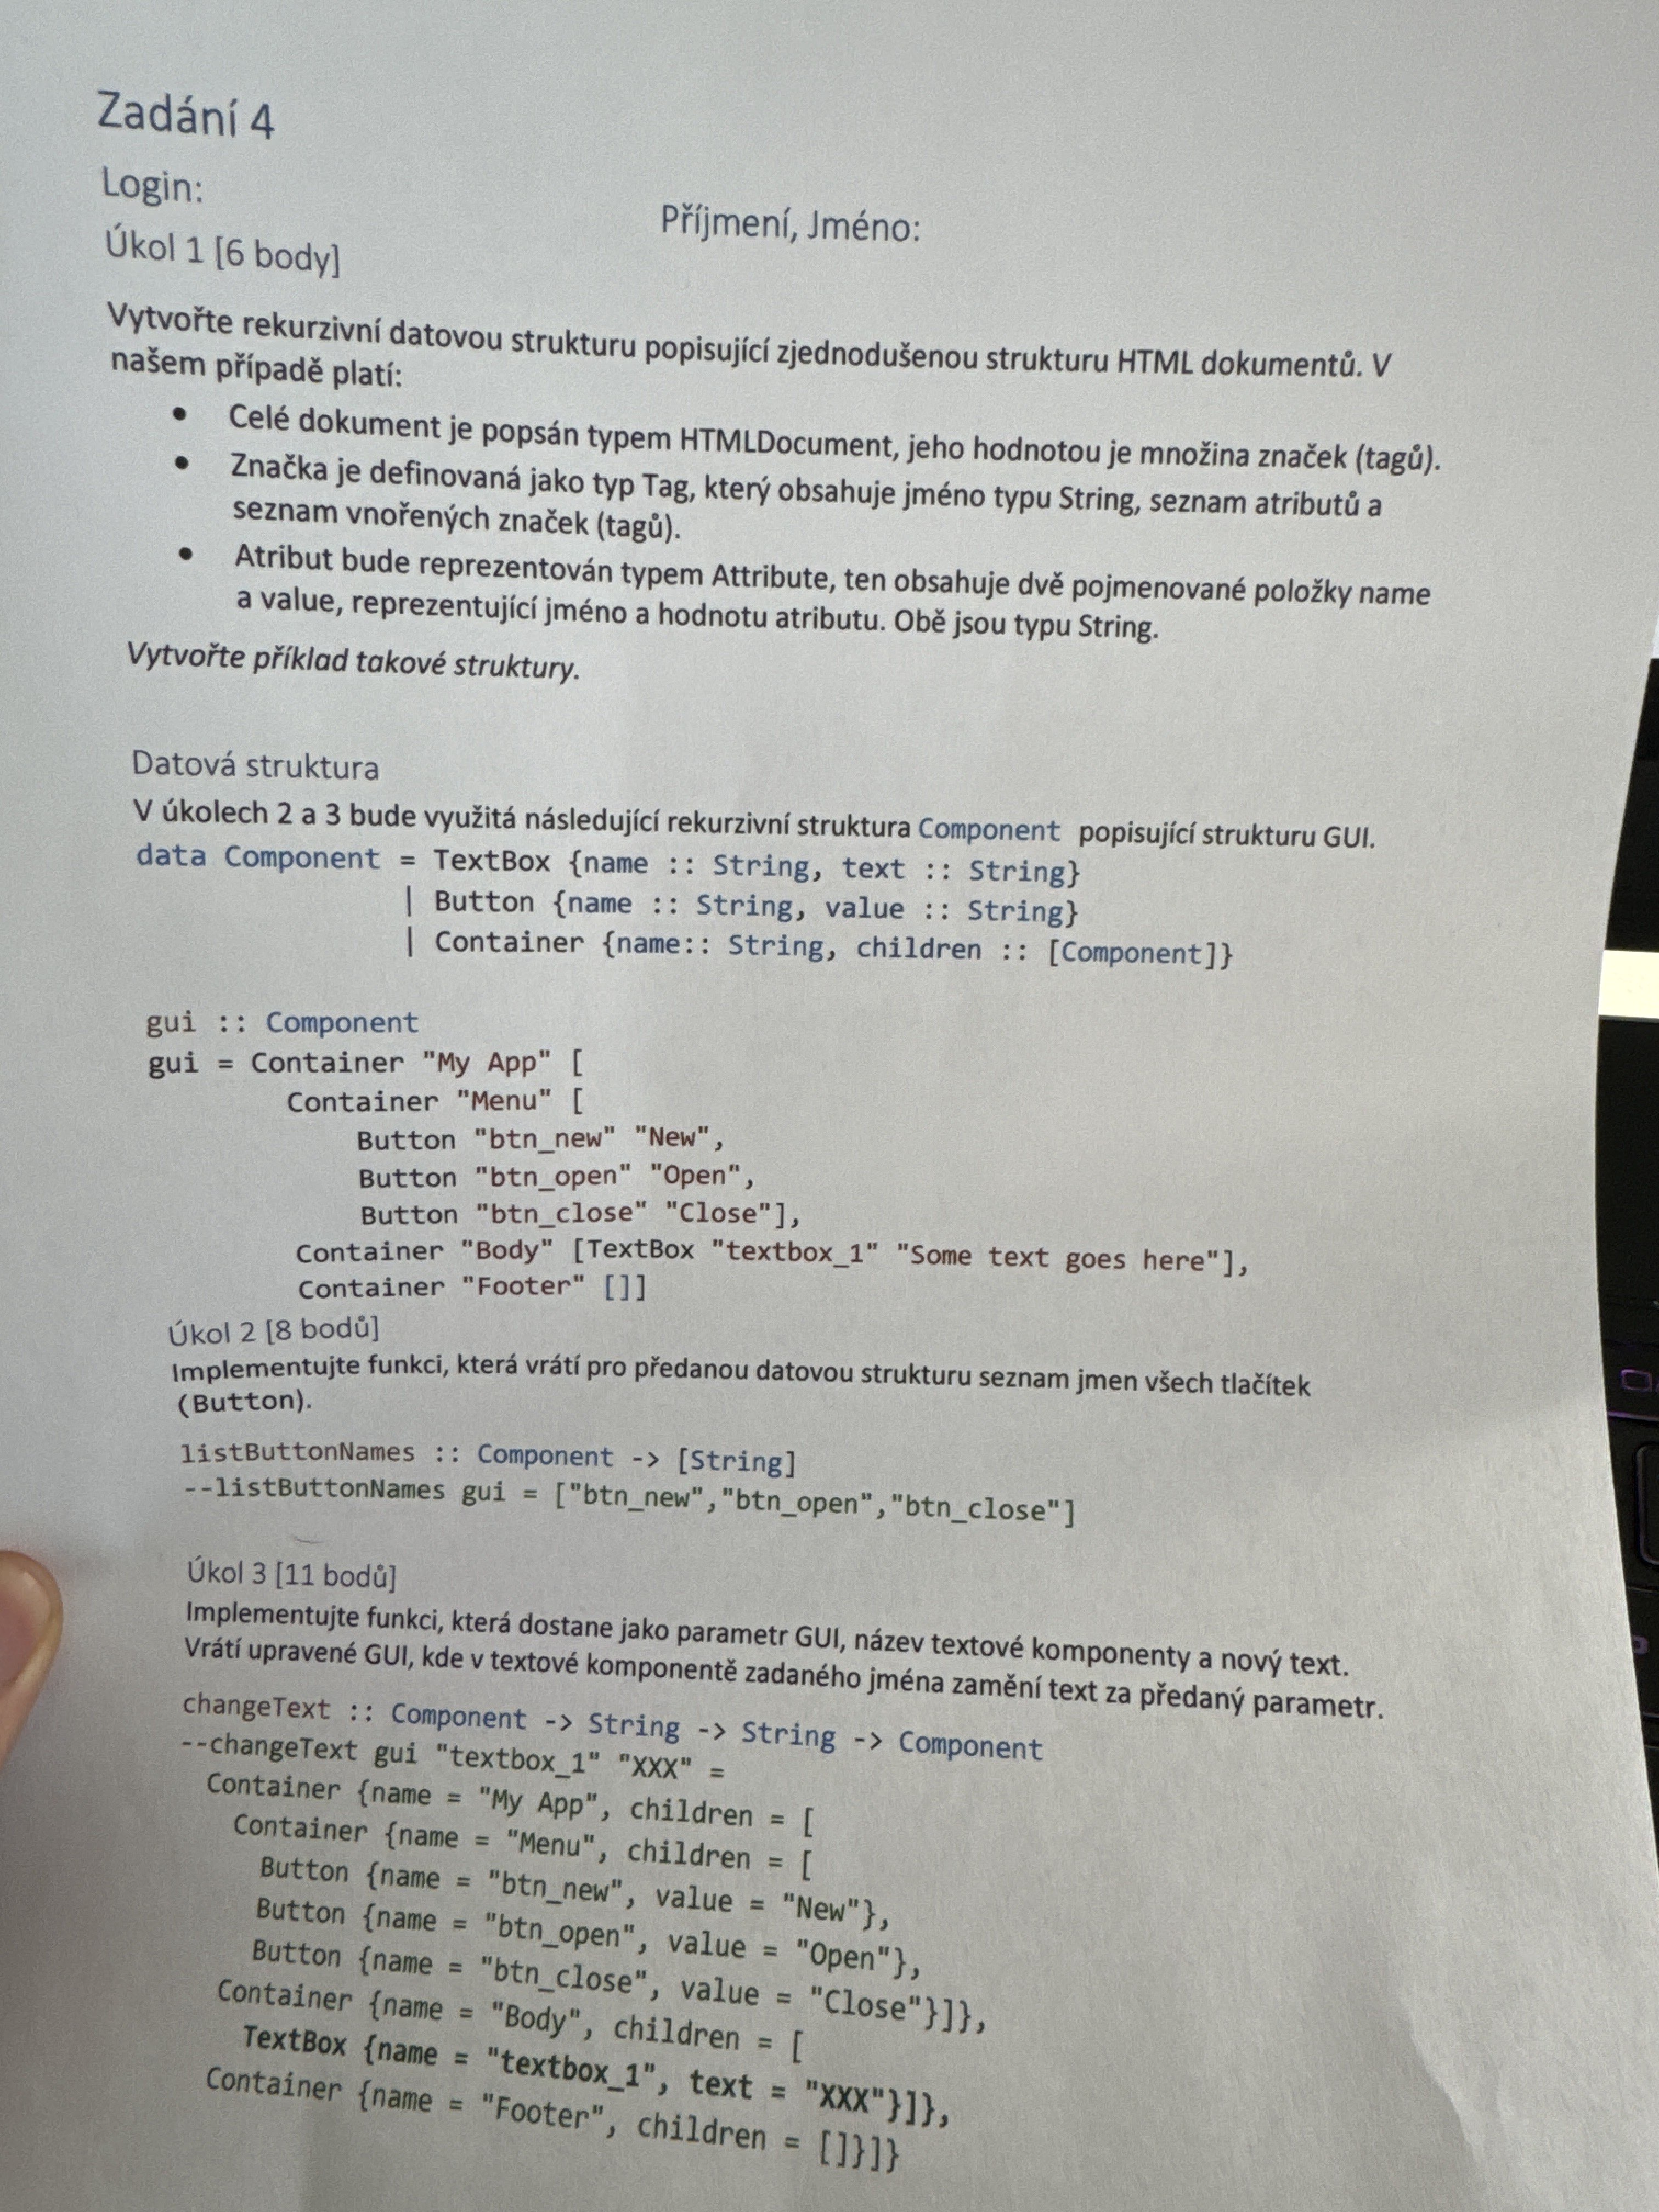 Zadání 4
Login:
Příjmení, Jméno:
Úkol 1 [6 body]
Vytvořte rekurzivní datovou strukturu popisující zjednodušenou strukturu HTML dokumentů. V
našem případě platí:
• Celé dokument je popsán typem HTMLDocument, jeho hodnotou je množina značek (tagů).
• Značka je definovaná jako typ Tag, který obsahuje jméno typu String, seznam atributů a
seznam vnořených značek (tagů).
• Atribut bude reprezentován typem Attribute, ten obsahuje dvě pojmenované položky name
a value, reprezentující jméno a hodnotu atributu. Obě jsou typu String.
Vytvořte příklad takové struktury.
Datová struktura
V úkolech 2 a 3 bude využitá následující rekurzivní struktura Component popisující strukturu GUI.
data Component = TextBox {name :: String, text :: String}
| Button {name :: String, value :: String}
| Container {name:: String, children :: [Component]}
gui :: Component
gui = Container "My App" [
Container "Menu" [
Button "btn_new" "New",
Button "btn_open" "Open",
Button "btn_close" "Close"],
Container "Body" [TextBox "textbox_1" "Some text goes here"],
Container "Footer" []]
Úkol 2 [8 bodů]
Implementujte funkci, která vrátí pro předanou datovou strukturu seznam jmen všech tlačítek
(Button).
listButtonNames :: Component -> [String]
--listButtonNames gui = ["btn_new","btn_open","btn_close"]
Úkol 3 [11 bodů]
Implementujte funkci, která dostane jako parametr GUI, název textové komponenty a nový text.
Vrátí upravené GUI, kde v textové komponentě zadaného jména zamění text za předaný parametr.
changeText :: Component -> String -> String -> Component
--changeText gui "textbox_1" "XXX" =
Container {name = "My App", children = [
Container {name = "Menu", children = [
Button {name = "btn_new", value = "New"},
Button {name = "btn_open", value = "Open"},
Button {name = "btn_close", value = "Close"}]},
Container {name = "Body", children = [
TextBox {name = "textbox_1", text = "XXX"}]},
Container {name = "Footer", children = []}]}